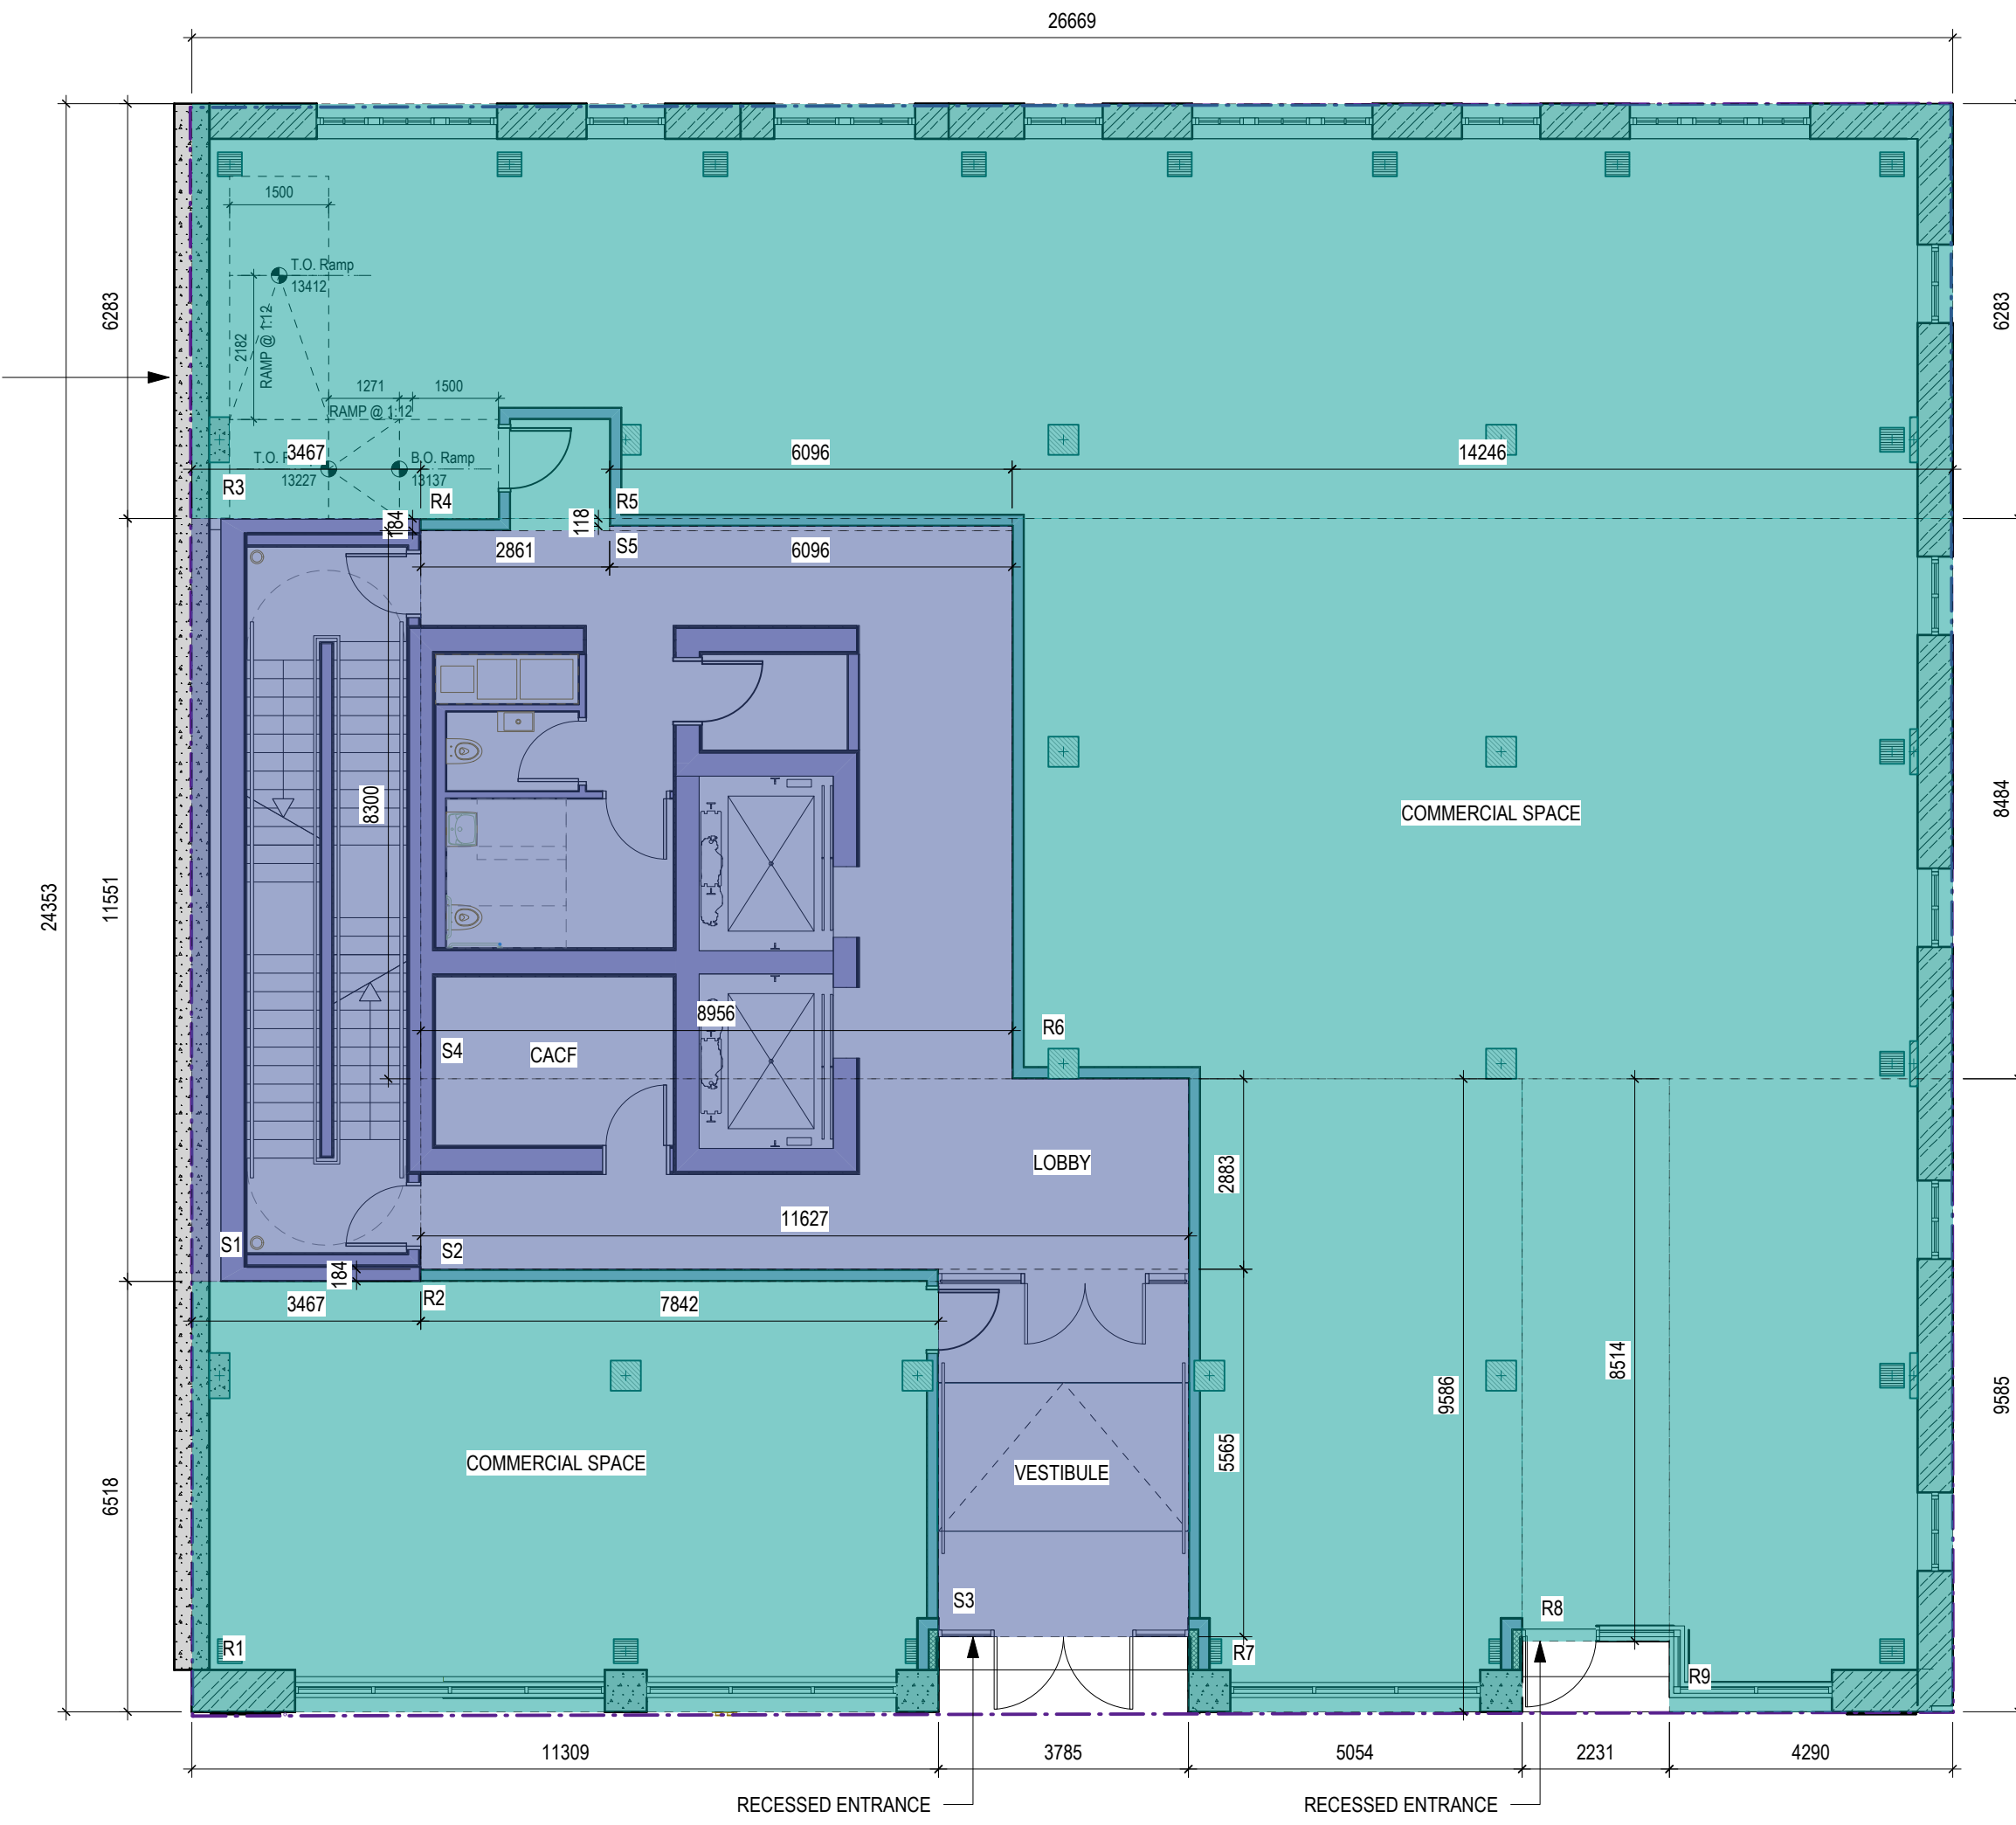 26669
1500
T.O. Ramp
13412
6283
6283
2182
RAMP @ 1:12
1271
1500
RAMP @ 1:12
3467
6096
14246
T.O.
B.O. Ramp
13227
13137
R3
R4
R5
184
118
2861
S5
6096
8300
8484
COMMERCIAL SPACE
24353
11551
8956
R6
S4
CACF
LOBBY
2883
11627
S1
S2
184
3467
R2
7842
8514
9586
9585
5565
COMMERCIAL SPACE
VESTIBULE
6518
S3
R8
R1
R7
R9
11309
3785
5054
2231
4290
RECESSED ENTRANCE
RECESSED ENTRANCE